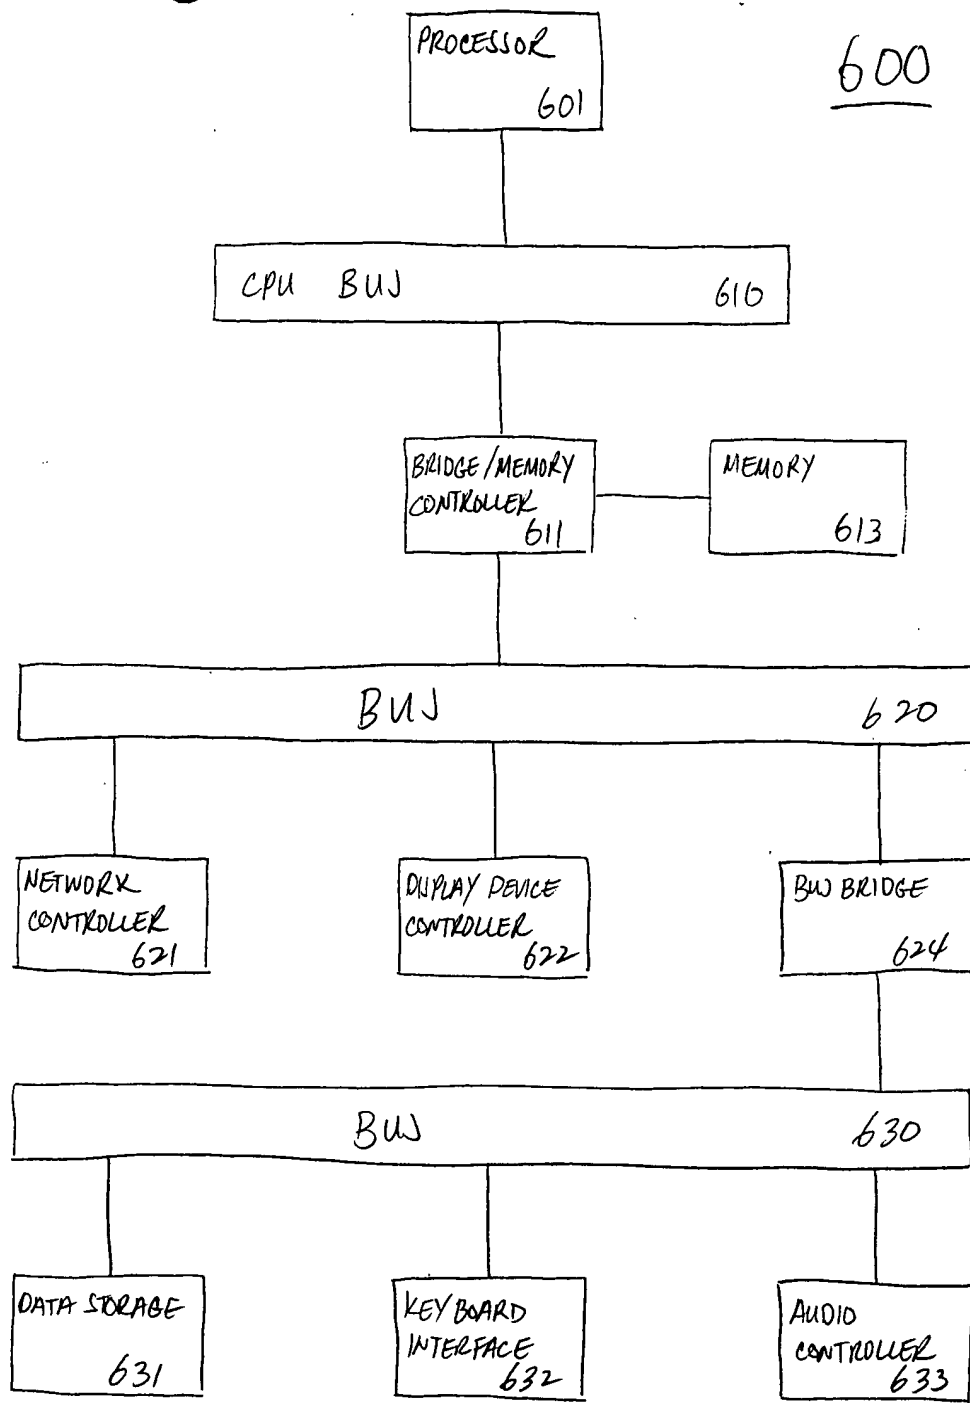 PROCESSOR
601
600
CPU BUS 610
BRIDGE/MEMORY
CONTROLLER
611
MEMORY
613
BUS 620
NETWORK
CONTROLLER
621
DISPLAY DEVICE
CONTROLLER
622
BUS BRIDGE
624
BUS 630
DATA STORAGE
631
KEYBOARD
INTERFACE
632
AUDIO
CONTROLLER
633